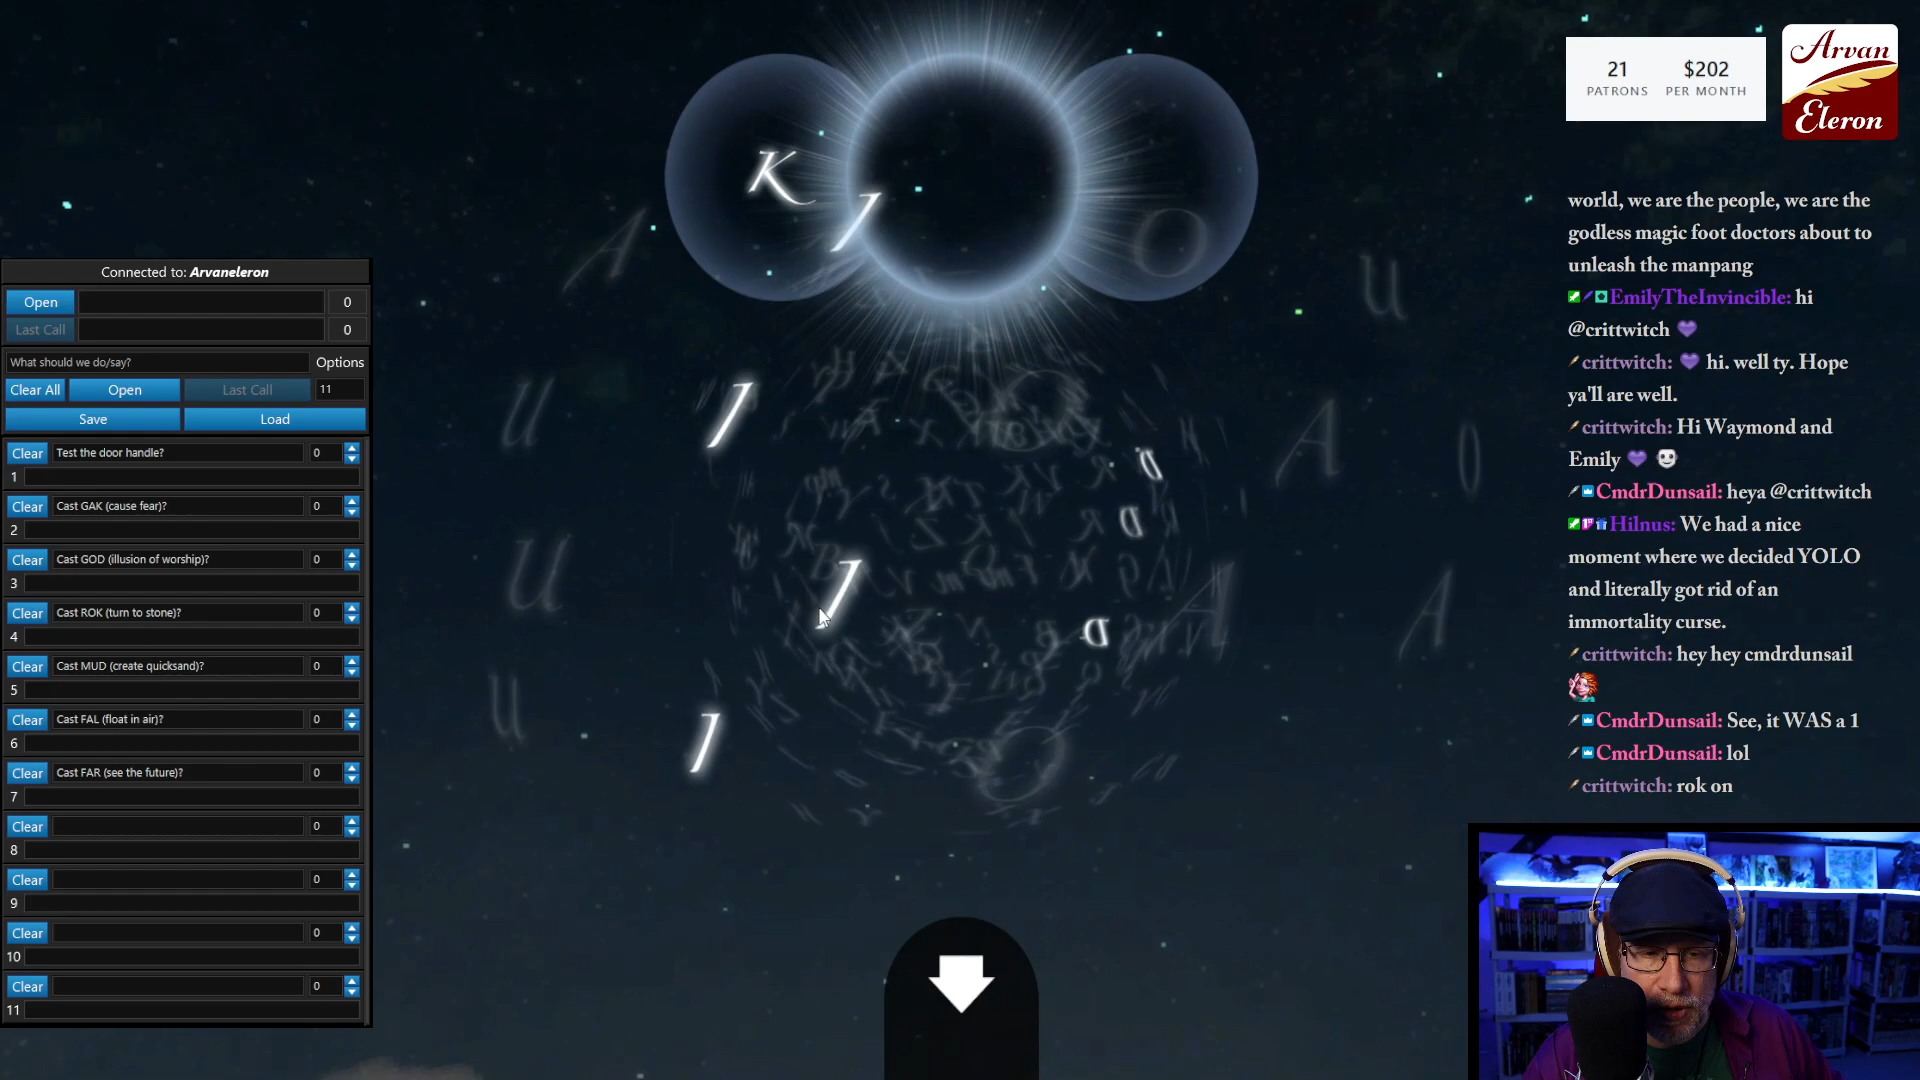 Connected to: Arvaneleron
Open 0
Last Call 0
What should we do/say? Options
Clear All Open Last Call 11
Save Load
Clear Test the door handle? 0
1
Clear Cast GAK (cause fear)? 0
2
Clear Cast GOD (illusion of worship)? 0
3
Clear Cast ROK (turn to stone)? 0
4
Clear Cast MUD (create quicksand)? 0
5
Clear Cast FAL (float in air)? 0
6
Clear Cast FAR (see the future)? 0
7
Clear 0
8
Clear 0
9
Clear 0
10
Clear 0
11
K
J
O
A
U
U
J
A
O
D
D
U
J
A
A
D
U
J
21 $202
PATRONS PER MONTH
Arvan
Eleron
world, we are the people, we are the
godless magic foot doctors about to
unleash the manpang
EmilyTheInvincible: hi
@crittwitch
crittwitch: hi. well ty. Hope
ya'll are well.
crittwitch: Hi Waymond and
Emily
CmdrDunsail: heya @crittwitch
Hilnus: We had a nice
moment where we decided YOLO
and literally got rid of an
immortality curse.
crittwitch: hey hey cmdrdunsail
CmdrDunsail: See, it WAS a 1
CmdrDunsail: lol
crittwitch: rok on